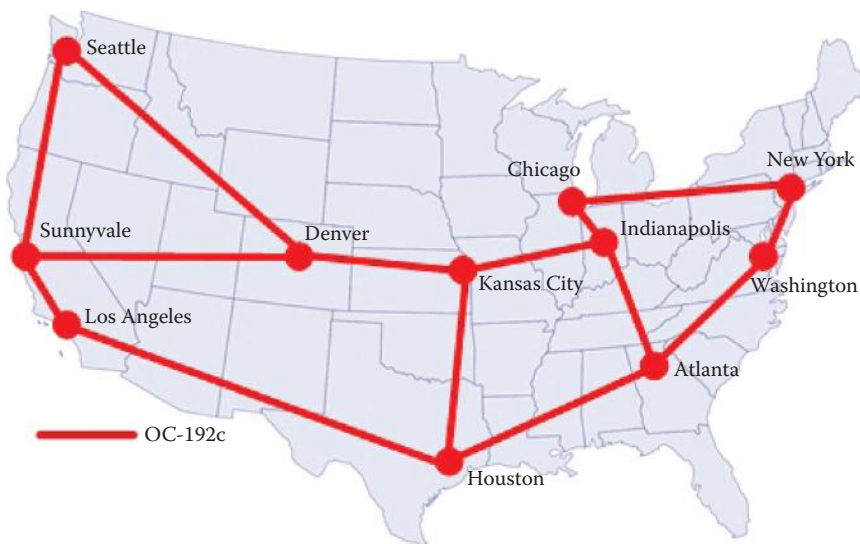 Seattle
Chicago
New York
Sunnyvale
Denver
Indianapolis
Kansas City
Washington
Los Angeles
Atlanta
OC-192c
Houston